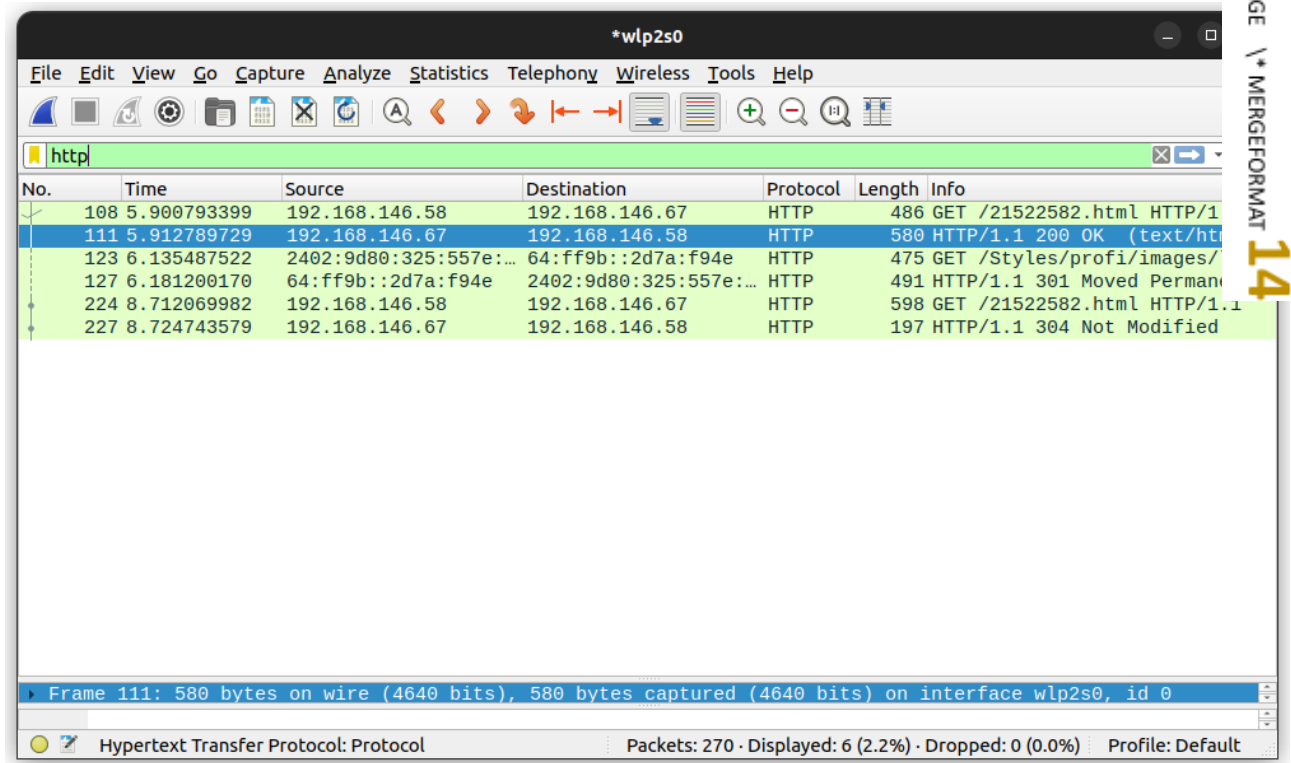 *wlp2s0
File Edit View Go Capture Analyze Statistics Telephony Wireless Tools Help
http
No. Time Source Destination Protocol Length Info
108 5.900793399 192.168.146.58 192.168.146.67 HTTP 486 GET /21522582.html HTTP/1
111 5.912789729 192.168.146.67 192.168.146.58 HTTP 580 HTTP/1.1 200 OK (text/ht
123 6.135487522 2402:9d80:325:557e:… 64:ff9b::2d7a:f94e HTTP 475 GET /Styles/profi/images/
127 6.181200170 64:ff9b::2d7a:f94e 2402:9d80:325:557e:… HTTP 491 HTTP/1.1 301 Moved Perman
224 8.712069982 192.168.146.58 192.168.146.67 HTTP 598 GET /21522582.html HTTP/1.1
227 8.724743579 192.168.146.67 192.168.146.58 HTTP 197 HTTP/1.1 304 Not Modified
Frame 111: 580 bytes on wire (4640 bits), 580 bytes captured (4640 bits) on interface wlp2s0, id 0
Hypertext Transfer Protocol: Protocol Packets: 270 · Displayed: 6 (2.2%) · Dropped: 0 (0.0%) Profile: Default
GE \* MERGEFORMAT 14